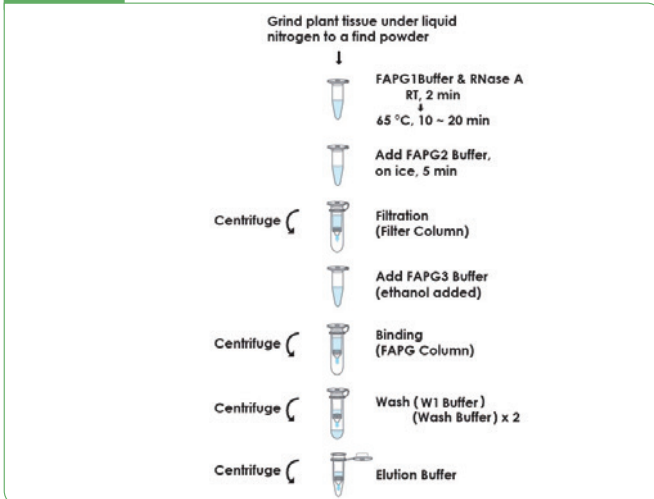 Grind plant tissue under liquid
nitrogen to a find powder
FAPG1Buffer & RNase A
RT, 2 min
65 °C, 10 ~ 20 min
Add FAPG2 Buffer,
on ice, 5 min
Centrifuge
Filtration
(Filter Column)
Add FAPG3 Buffer
(ethanol added)
Centrifuge
Binding
(FAPG Column)
Centrifuge
Wash (W1 Buffer)
(Wash Buffer) x 2
Centrifuge
Elution Buffer